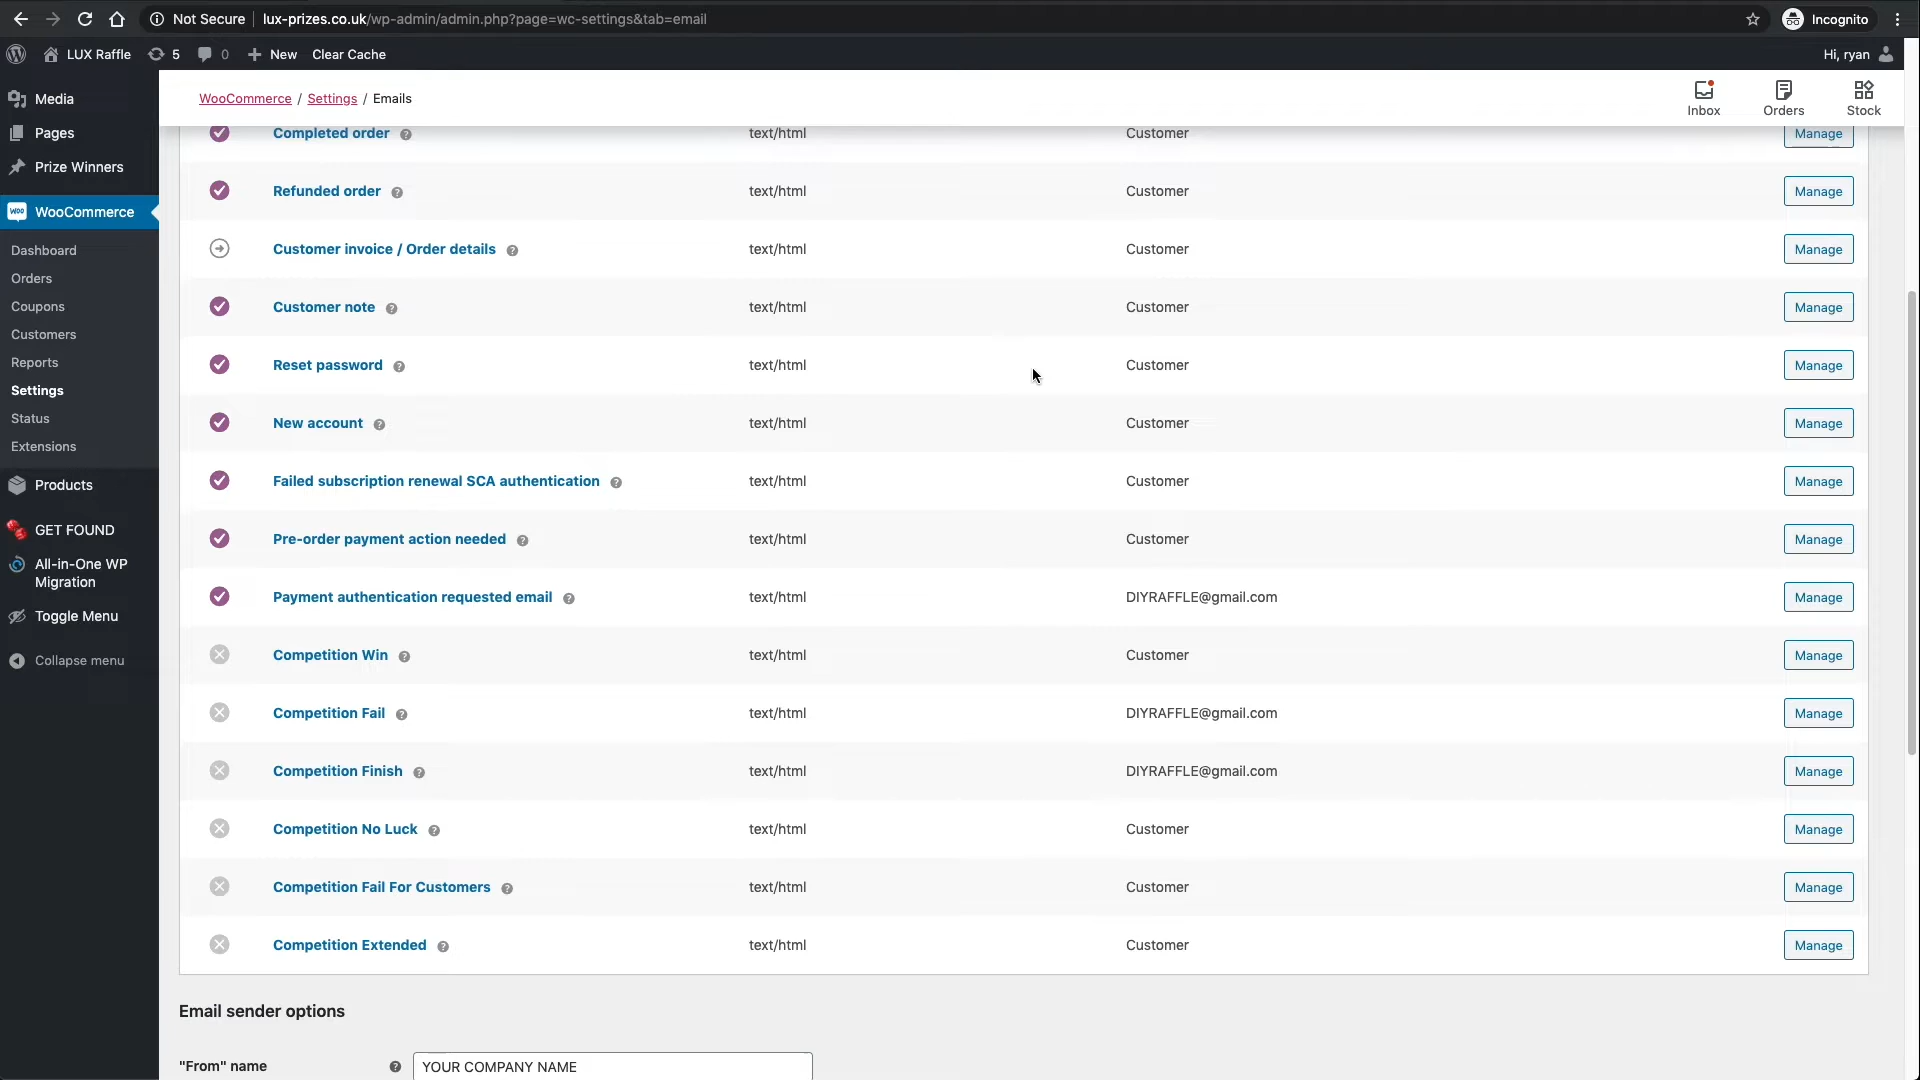 Not Secure | lux-prizes.co.uk/wp-admin/admin.php?page=wc-settings&tab=email
Incognito
LUX Raffle
5
0
New
Clear Cache
Hi, ryan
Media
Pages
Prize Winners
WooCommerce
Dashboard
Orders
Coupons
Customers
Reports
Settings
Status
Extensions
Products
GET FOUND
All-in-One WP
Migration
Toggle Menu
Collapse menu
WooCommerce / Settings / Emails
Inbox
Orders
Stock
Completed order ? text/html Customer Manage
Refunded order ? text/html Customer Manage
Customer invoice / Order details ? text/html Customer Manage
Customer note ? text/html Customer Manage
Reset password ? text/html Customer Manage
New account ? text/html Customer Manage
Failed subscription renewal SCA authentication ? text/html Customer Manage
Pre-order payment action needed ? text/html Customer Manage
Payment authentication requested email ? text/html DIYRAFFLE@gmail.com Manage
Competition Win ? text/html Customer Manage
Competition Fail ? text/html DIYRAFFLE@gmail.com Manage
Competition Finish ? text/html DIYRAFFLE@gmail.com Manage
Competition No Luck ? text/html Customer Manage
Competition Fail For Customers ? text/html Customer Manage
Competition Extended ? text/html Customer Manage
Email sender options
"From" name ? YOUR COMPANY NAME